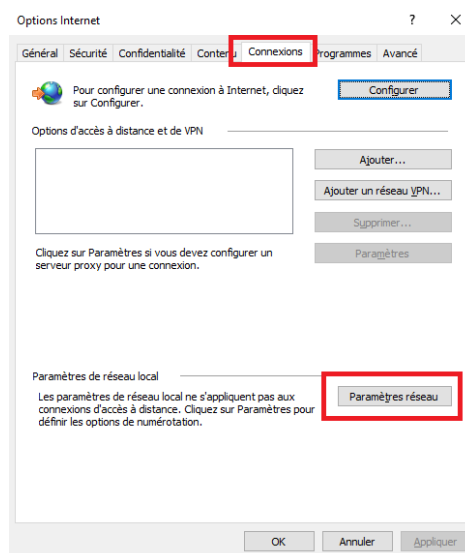 Options Internet ? ×
Général Sécurité Confidentialité Contenu Connexions Programmes Avancé
Pour configurer une connexion à Internet, cliquez
sur Configurer.
Configurer
Options d'accès à distance et de VPN
Ajouter...
Ajouter un réseau VPN...
Supprimer...
Cliquez sur Paramètres si vous devez configurer un
serveur proxy pour une connexion.
Paramètres
Paramètres de réseau local
Les paramètres de réseau local ne s'appliquent pas aux
connexions d'accès à distance. Cliquez sur Paramètres pour
définir les options de numérotation.
Paramètres réseau
OK Annuler Appliquer